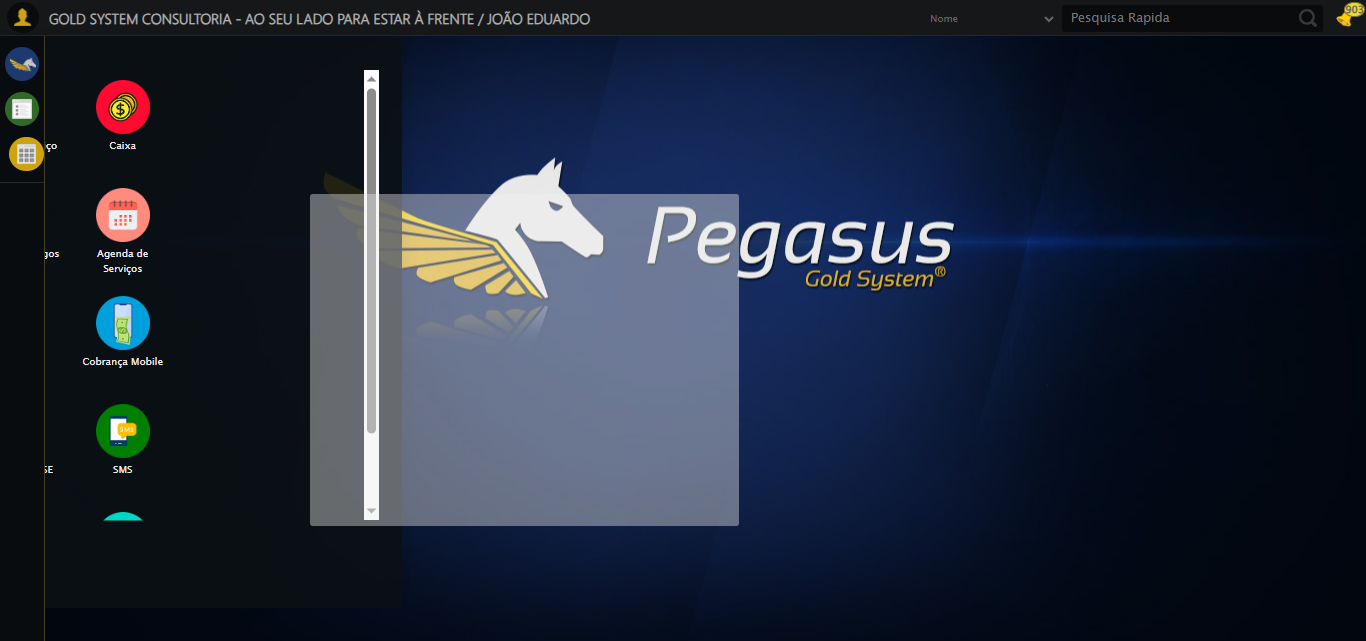 GOLD SYSTEM CONSULTORIA - AO SEU LADO PARA ESTAR À FRENTE / JOÃO EDUARDO
Nome
Pesquisa Rapida
903
ço
Caixa
gos
Agenda de
Serviços
Cobrança Mobile
SE
SMS
SMS
Pegasus
Gold System®